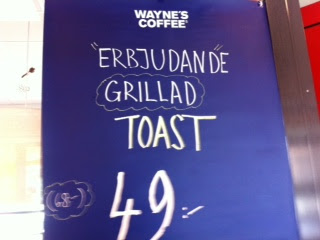 WAYNE'S
COFFEE
"ERBJUDANDE
GRILLAD
TOAST
49:-